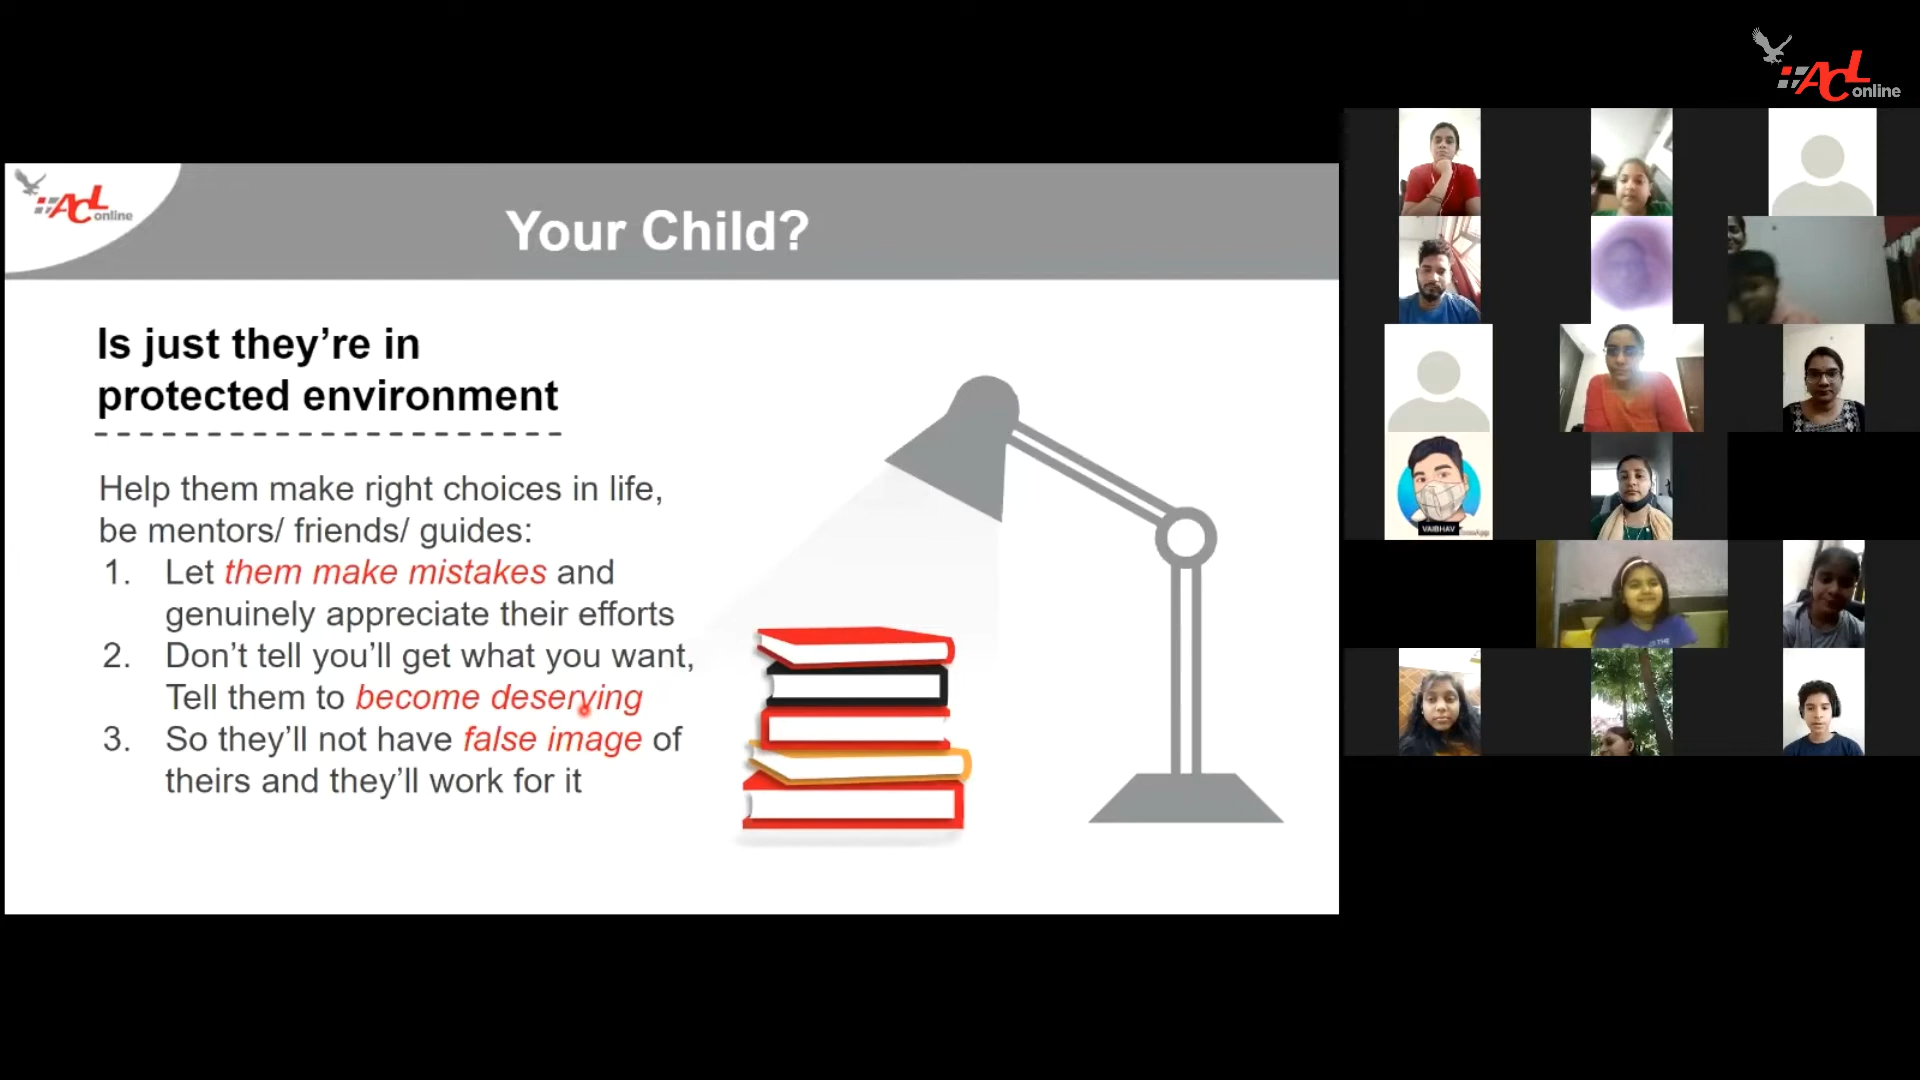 ACL online
ACL online
Your Child?
Is just they're in
protected environment
Help them make right choices in life,
be mentors/ friends/ guides:
1. Let them make mistakes and
genuinely appreciate their efforts
2. Don't tell you'll get what you want,
Tell them to become deserving
3. So they'll not have false image of
theirs and they'll work for it
VAIBHAV